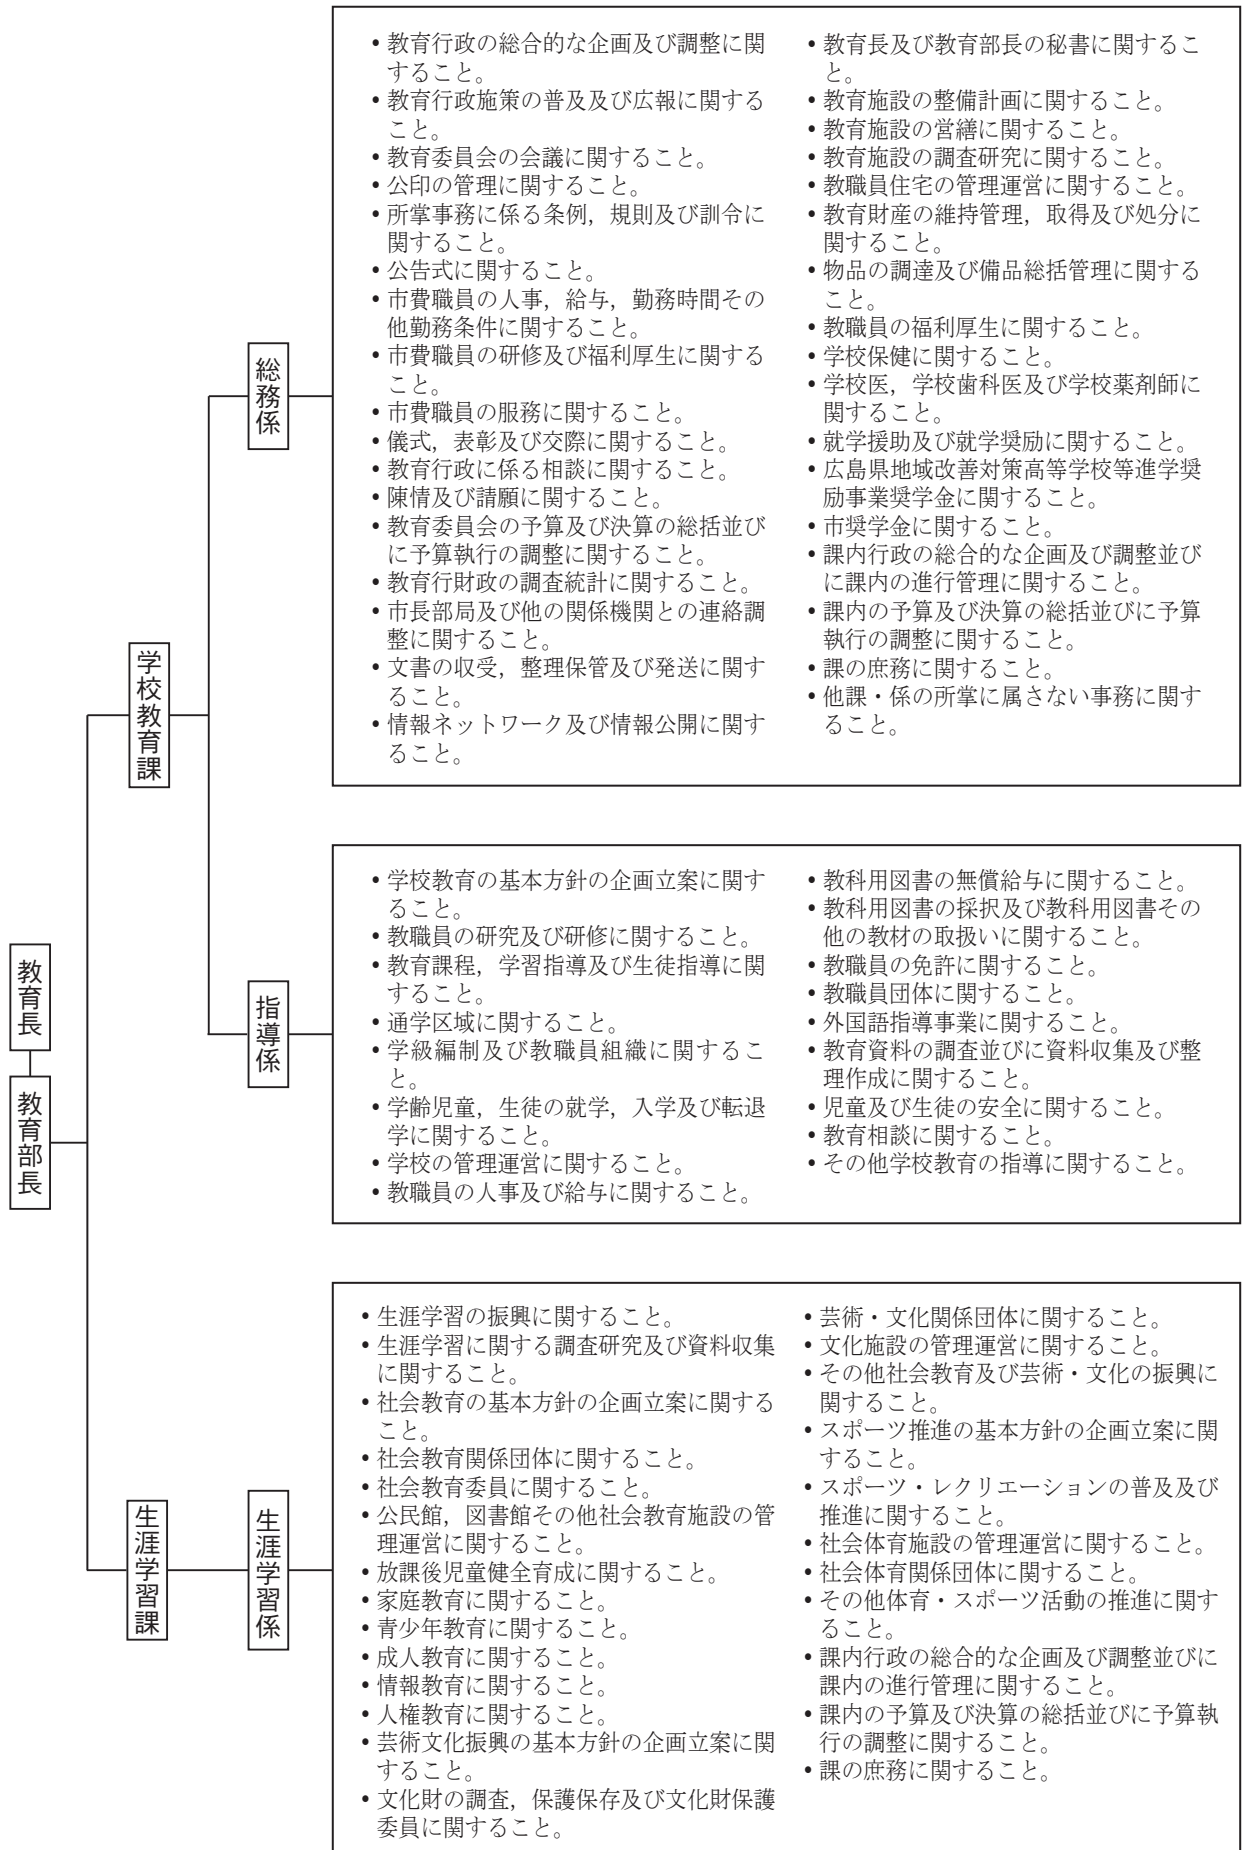 教育長
教育部長
学校教育課
総務係
・教育行政の総合的な企画及び調整に関
すること。
・教育行政施策の普及及び広報に関する
こと。
・教育委員会の会議に関すること。
・公印の管理に関すること。
・所掌事務に係る条例，規則及び訓令に
関すること。
・公告式に関すること。
・市費職員の人事，給与，勤務時間その
他勤務条件に関すること。
・市費職員の研修及び福利厚生に関する
こと。
・市費職員の服務に関すること。
・儀式，表彰及び交際に関すること。
・教育行政に係る相談に関すること。
・陳情及び請願に関すること。
・教育委員会の予算及び決算の総括並び
に予算執行の調整に関すること。
・教育行財政の調査統計に関すること。
・市長部局及び他の関係機関との連絡調
整に関すること。
・文書の収受，整理保管及び発送に関す
ること。
・情報ネットワーク及び情報公開に関す
ること。
・教育長及び教育部長の秘書に関するこ
と。
・教育施設の整備計画に関すること。
・教育施設の営繕に関すること。
・教育施設の調査研究に関すること。
・教職員住宅の管理運営に関すること。
・教育財産の維持管理，取得及び処分に
関すること。
・物品の調達及び備品総括管理に関する
こと。
・教職員の福利厚生に関すること。
・学校保健に関すること。
・学校医，学校歯科医及び学校薬剤師に
関すること。
・就学援助及び就学奨励に関すること。
・広島県地域改善対策高等学校等進学奨
励事業奨学金に関すること。
・市奨学金に関すること。
・課内行政の総合的な企画及び調整並び
に課内の進行管理に関すること。
・課内の予算及び決算の総括並びに予算
執行の調整に関すること。
・課の庶務に関すること。
・他課・係の所掌に属さない事務に関す
ること。
指導係
・学校教育の基本方針の企画立案に関す
ること。
・教職員の研究及び研修に関すること。
・教育課程，学習指導及び生徒指導に関
すること。
・通学区域に関すること。
・学級編制及び教職員組織に関するこ
と。
・学齢児童，生徒の就学，入学及び転退
学に関すること。
・学校の管理運営に関すること。
・教職員の人事及び給与に関すること。
・教科用図書の無償給与に関すること。
・教科用図書の採択及び教科用図書その
他の教材の取扱いに関すること。
・教職員の免許に関すること。
・教職員団体に関すること。
・外国語指導事業に関すること。
・教育資料の調査並びに資料収集及び整
理作成に関すること。
・児童及び生徒の安全に関すること。
・教育相談に関すること。
・その他学校教育の指導に関すること。
生涯学習課
生涯学習係
・生涯学習の振興に関すること。
・生涯学習に関する調査研究及び資料収集
に関すること。
・社会教育の基本方針の企画立案に関する
こと。
・社会教育関係団体に関すること。
・社会教育委員に関すること。
・公民館，図書館その他社会教育施設の管
理運営に関すること。
・放課後児童健全育成に関すること。
・家庭教育に関すること。
・青少年教育に関すること。
・成人教育に関すること。
・情報教育に関すること。
・人権教育に関すること。
・芸術文化振興の基本方針の企画立案に関
すること。
・文化財の調査，保護保存及び文化財保護
委員に関すること。
・芸術・文化関係団体に関すること。
・文化施設の管理運営に関すること。
・その他社会教育及び芸術・文化の振興に
関すること。
・スポーツ推進の基本方針の企画立案に関
すること。
・スポーツ・レクリエーションの普及及び
推進に関すること。
・社会体育施設の管理運営に関すること。
・社会体育関係団体に関すること。
・その他体育・スポーツ活動の推進に関す
ること。
・課内行政の総合的な企画及び調整並びに
課内の進行管理に関すること。
・課内の予算及び決算の総括並びに予算執
行の調整に関すること。
・課の庶務に関すること。